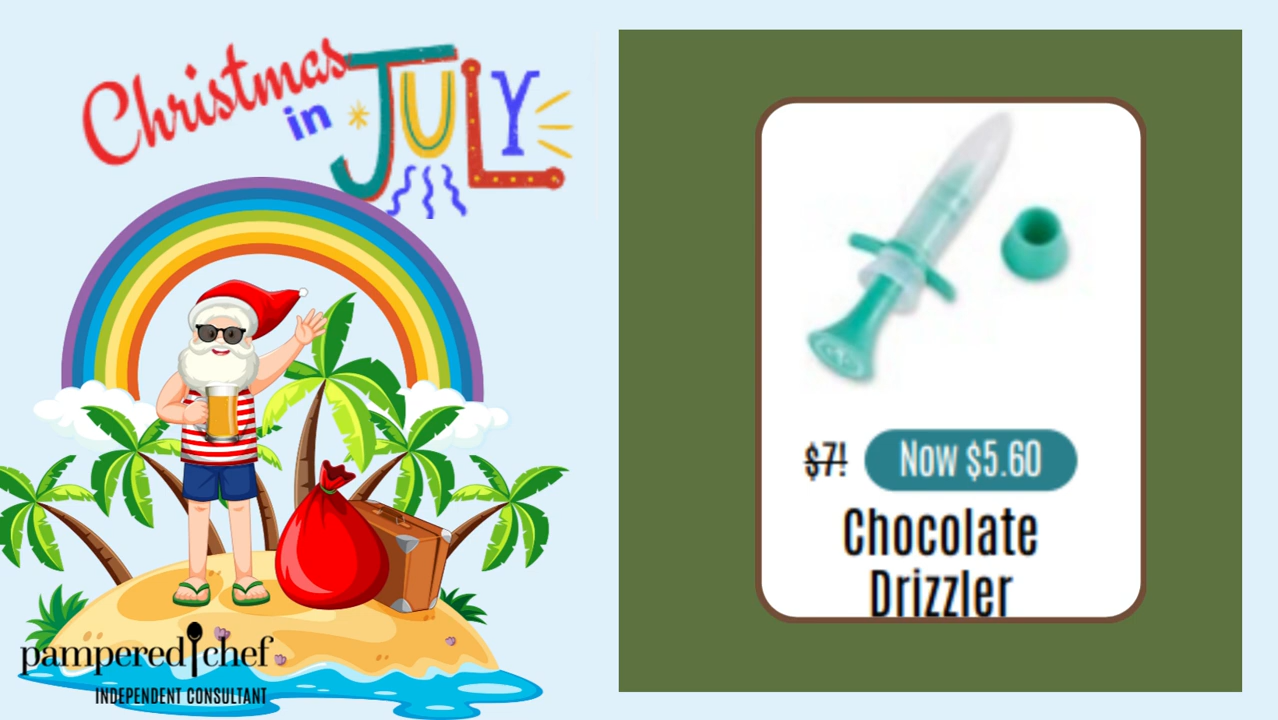 Christmas
in JULY
$7! Now $5.60
Chocolate
Drizzler
pampered chef
INDEPENDENT CONSULTANT